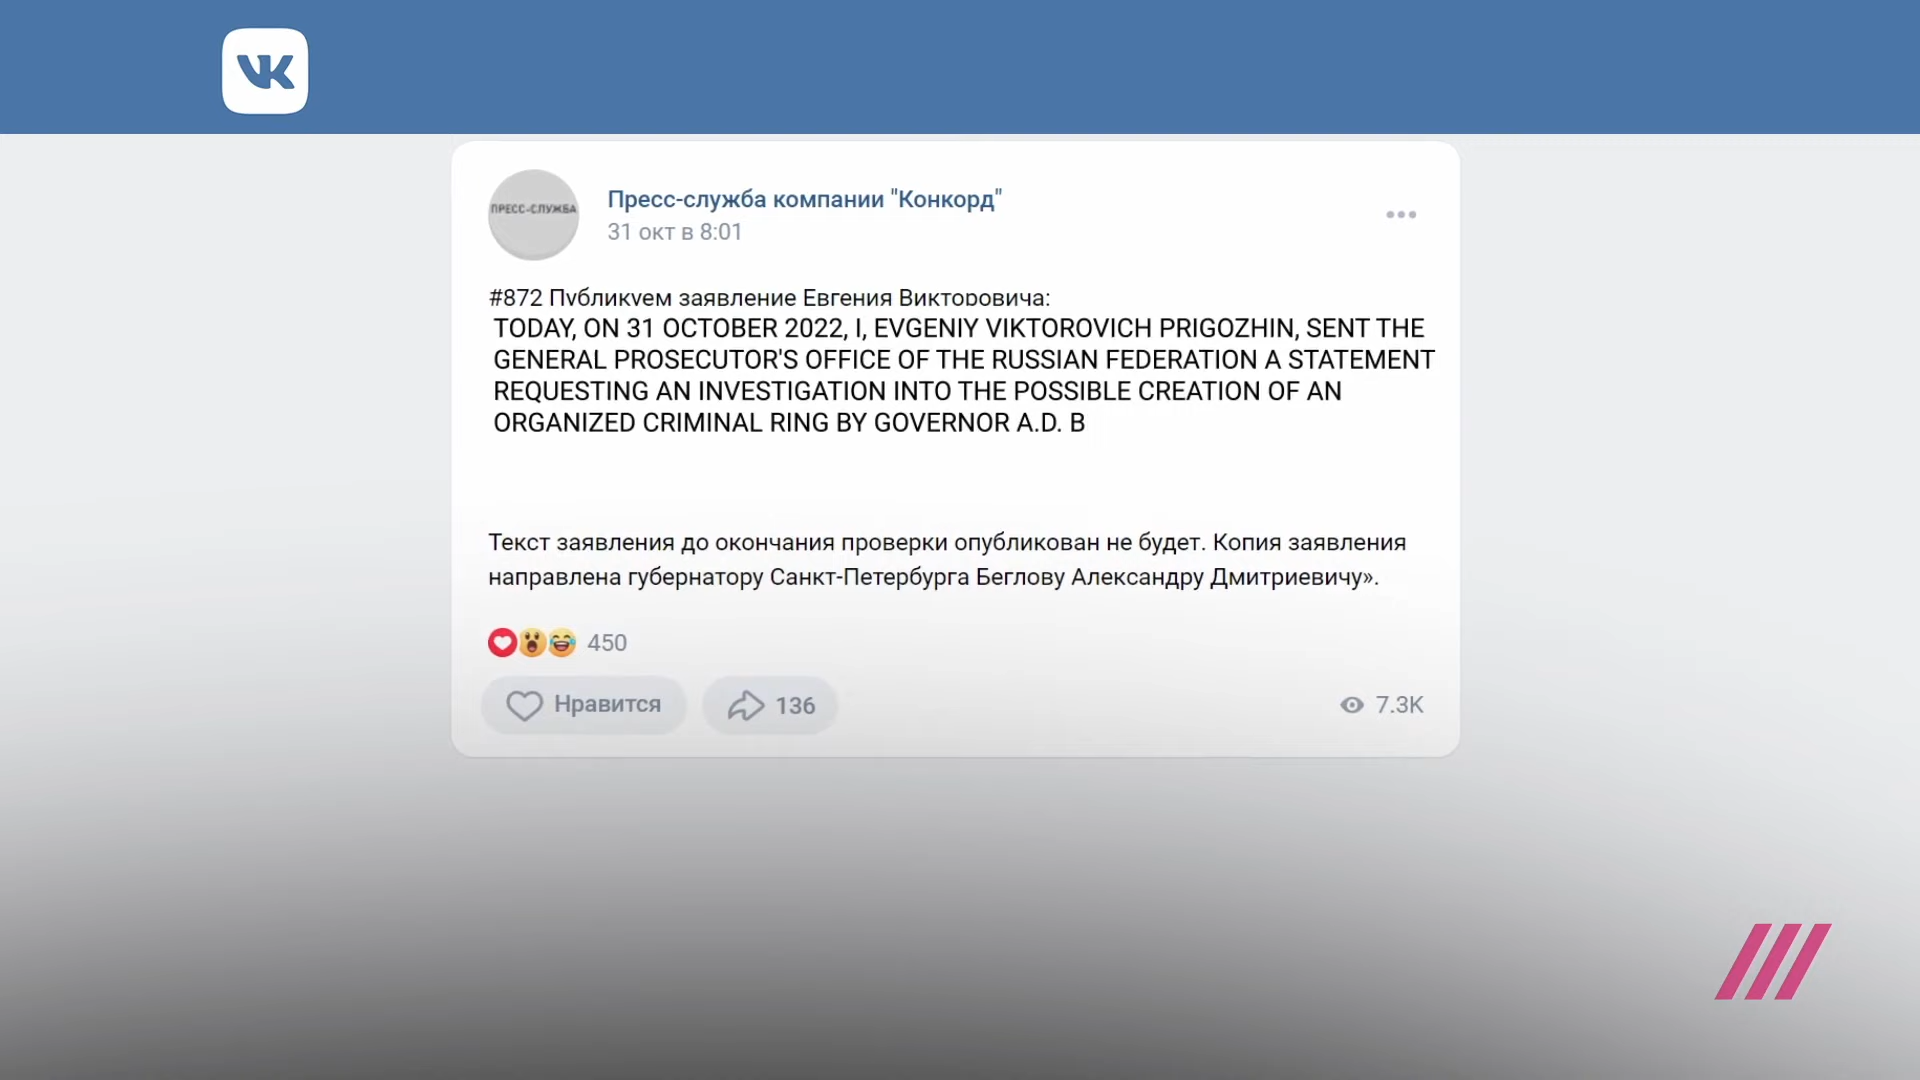 VK
ПРЕСС-СЛУЖБА
Пресс-служба компании "Конкорд"
31 окт в 8:01
#872 Публикуем заявление Евгения Викторовича:
TODAY, ON 31 OCTOBER 2022, I, EVGENIY VIKTOROVICH PRIGOZHIN, SENT THE
GENERAL PROSECUTOR'S OFFICE OF THE RUSSIAN FEDERATION A STATEMENT
REQUESTING AN INVESTIGATION INTO THE POSSIBLE CREATION OF AN
ORGANIZED CRIMINAL RING BY GOVERNOR A.D. B
Текст заявления до окончания проверки опубликован не будет. Копия заявления
направлена губернатору Санкт-Петербурга Беглову Александру Дмитриевичу».
450
Нравится
136
7.3K